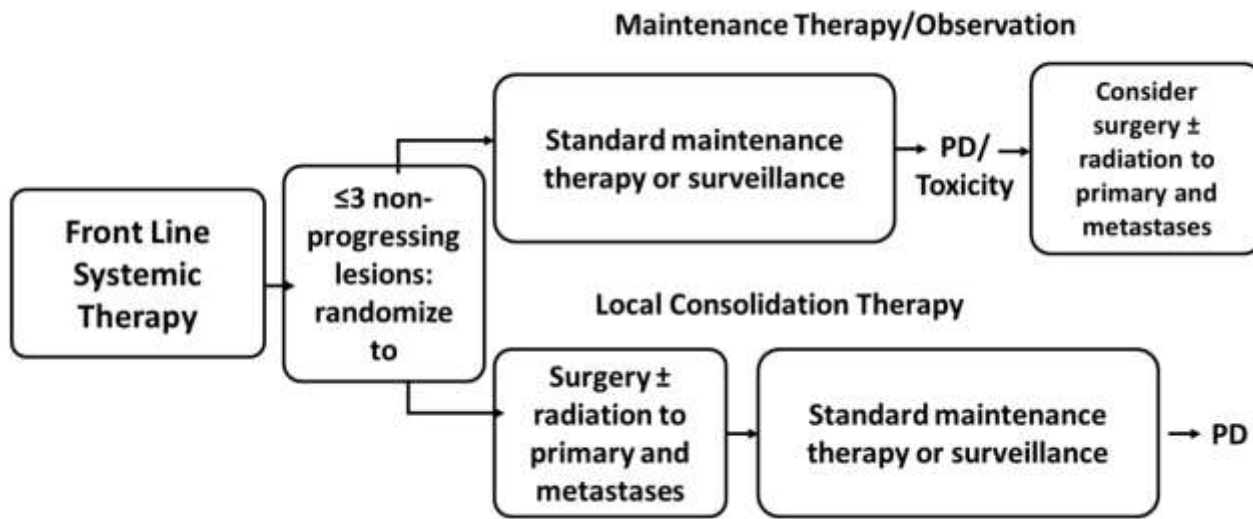 Maintenance Therapy/Observation
Front Line
Systemic
Therapy
≤3 non-
progressing
lesions:
randomize
to
Standard maintenance
therapy or surveillance
PD/
Toxicity
Consider
surgery ±
radiation to
primary and
metastases
Local Consolidation Therapy
Surgery ±
radiation to
primary and
metastases
Standard maintenance
therapy or surveillance
PD